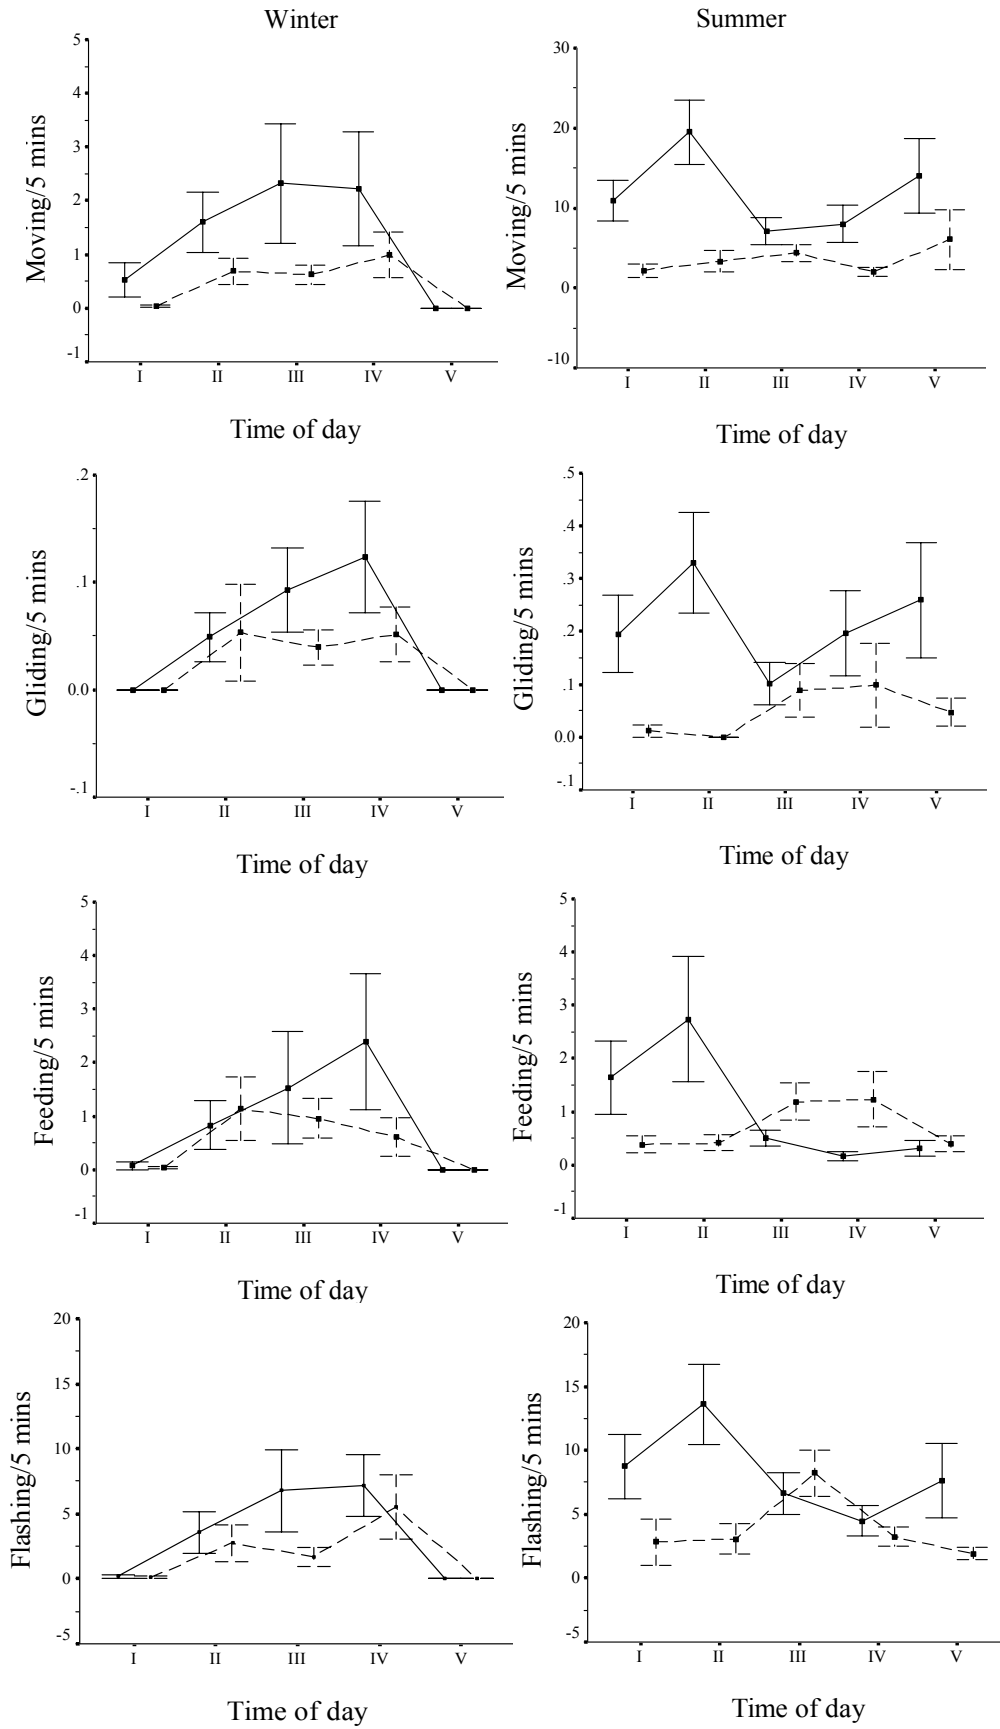 Winter
Summer
Moving/5 mins
5
4
3
2
1
0
-1
I II III IV V
Time of day
Moving/5 mins
30
20
10
0
-10
I II III IV V
Time of day
Gliding/5 mins
.2
.1
0.0
-.1
I II III IV V
Time of day
Gliding/5 mins
.5
.4
.3
.2
.1
0.0
-.1
I II III IV V
Time of day
Feeding/5 mins
5
4
3
2
1
0
-1
I II III IV V
Time of day
Feeding/5 mins
5
4
3
2
1
0
-1
I II III IV V
Time of day
Flashing/5 mins
20
15
10
5
0
-5
I II III IV V
Time of day
Flashing/5 mins
20
15
10
5
0
-5
I II III IV V
Time of day